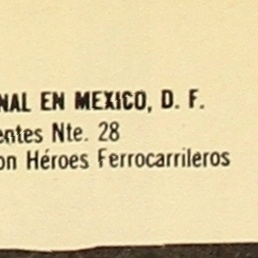 NAL EN MEXICO, D. F.
entes Nte. 28
on Héroes Ferrocarrileros